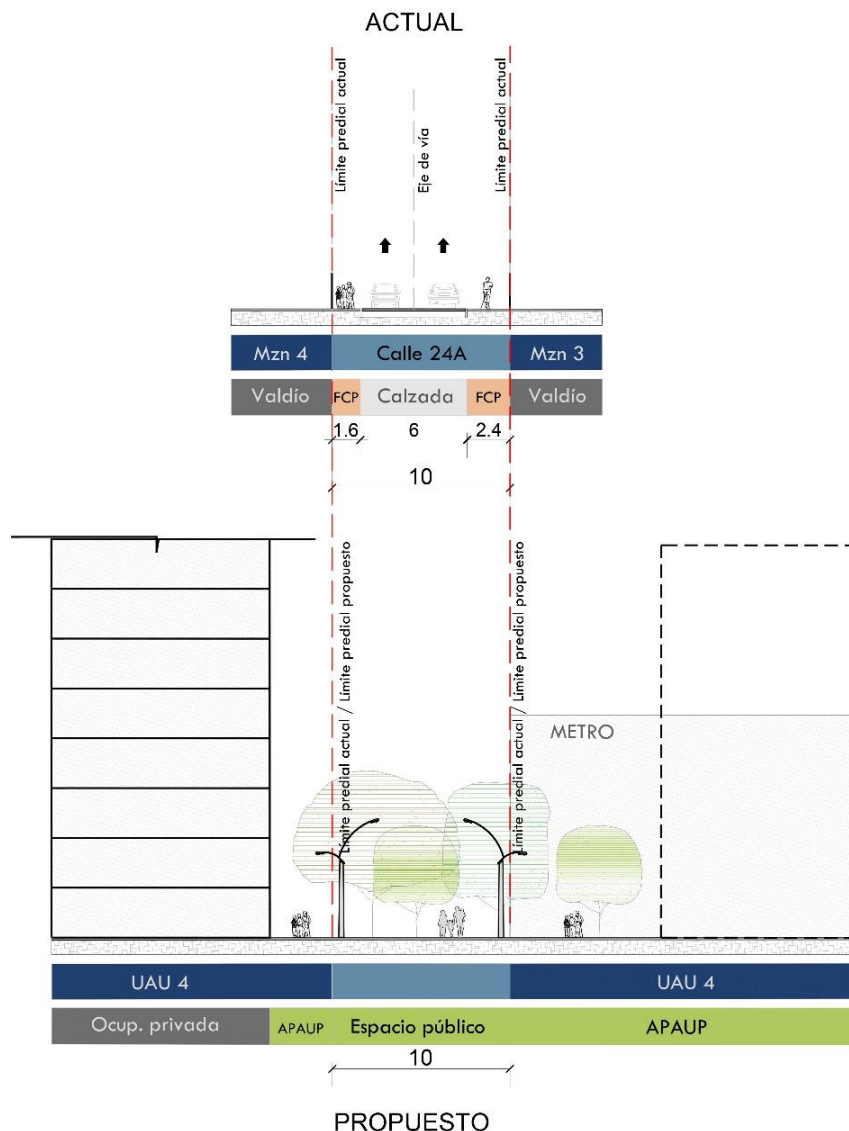 ACTUAL
Límite predial actual
Eje de vía
Límite predial actual
Mzn 4
Calle 24A
Mzn 3
Valdío
FCP
Calzada
FCP
Valdío
1.6
6
2.4
10
Límite predial actual / Límite predial propuesto
Límite predial actual / Límite predial propuesto
METRO
UAU 4
UAU 4
Ocup. privada
APAUP
Espacio público
APAUP
10
PROPUESTO